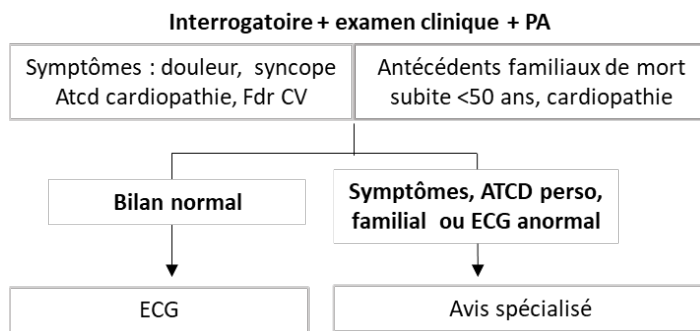 Interrogatoire + examen clinique + PA
Symptômes : douleur, syncope
Atcd cardiopathie, Fdr CV
Antécédents familiaux de mort
subite <50 ans, cardiopathie
Bilan normal
Symptômes, ATCD perso,
familial ou ECG anormal
ECG
Avis spécialisé